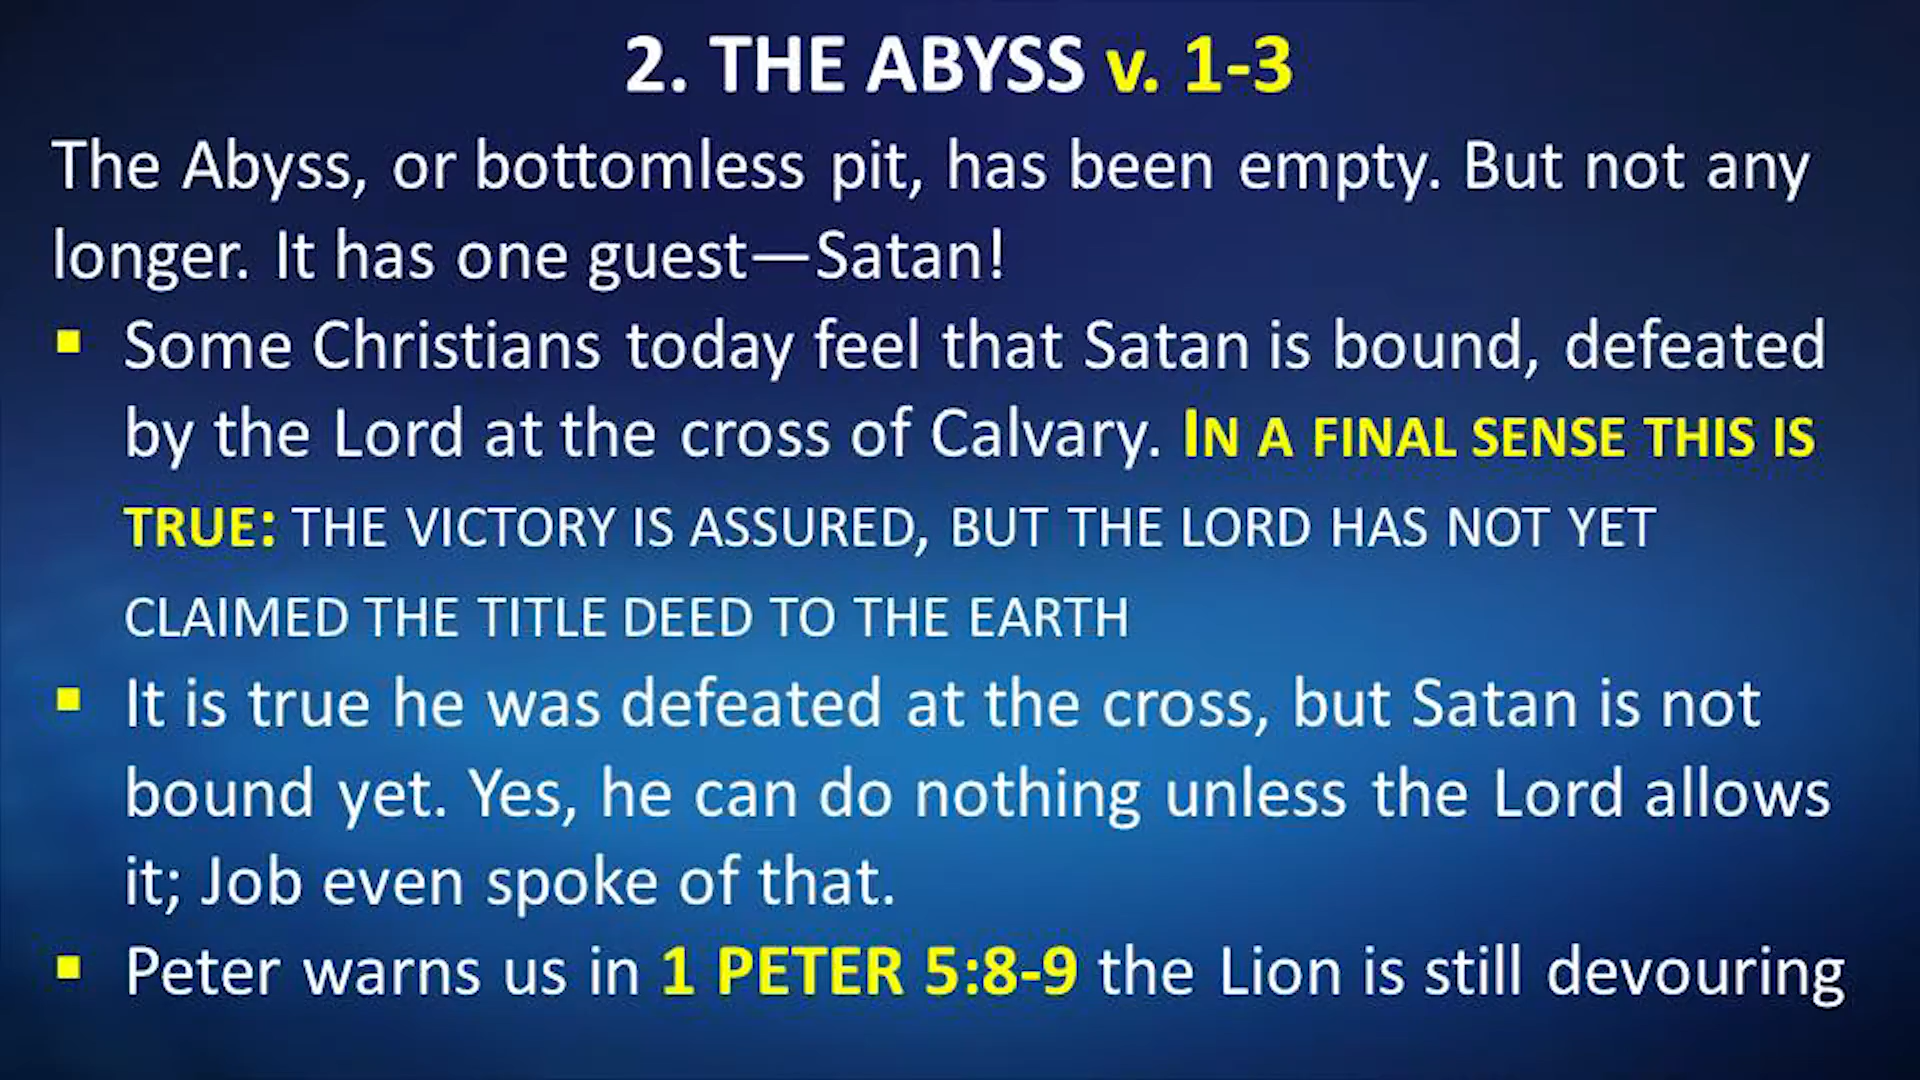 2. THE ABYSS v. 1-3
The Abyss, or bottomless pit, has been empty. But not any
longer. It has one guest—Satan!
▪ Some Christians today feel that Satan is bound, defeated
by the Lord at the cross of Calvary. IN A FINAL SENSE THIS IS
TRUE: THE VICTORY IS ASSURED, BUT THE LORD HAS NOT YET
CLAIMED THE TITLE DEED TO THE EARTH
▪ It is true he was defeated at the cross, but Satan is not
bound yet. Yes, he can do nothing unless the Lord allows
it; Job even spoke of that.
▪ Peter warns us in 1 PETER 5:8-9 the Lion is still devouring